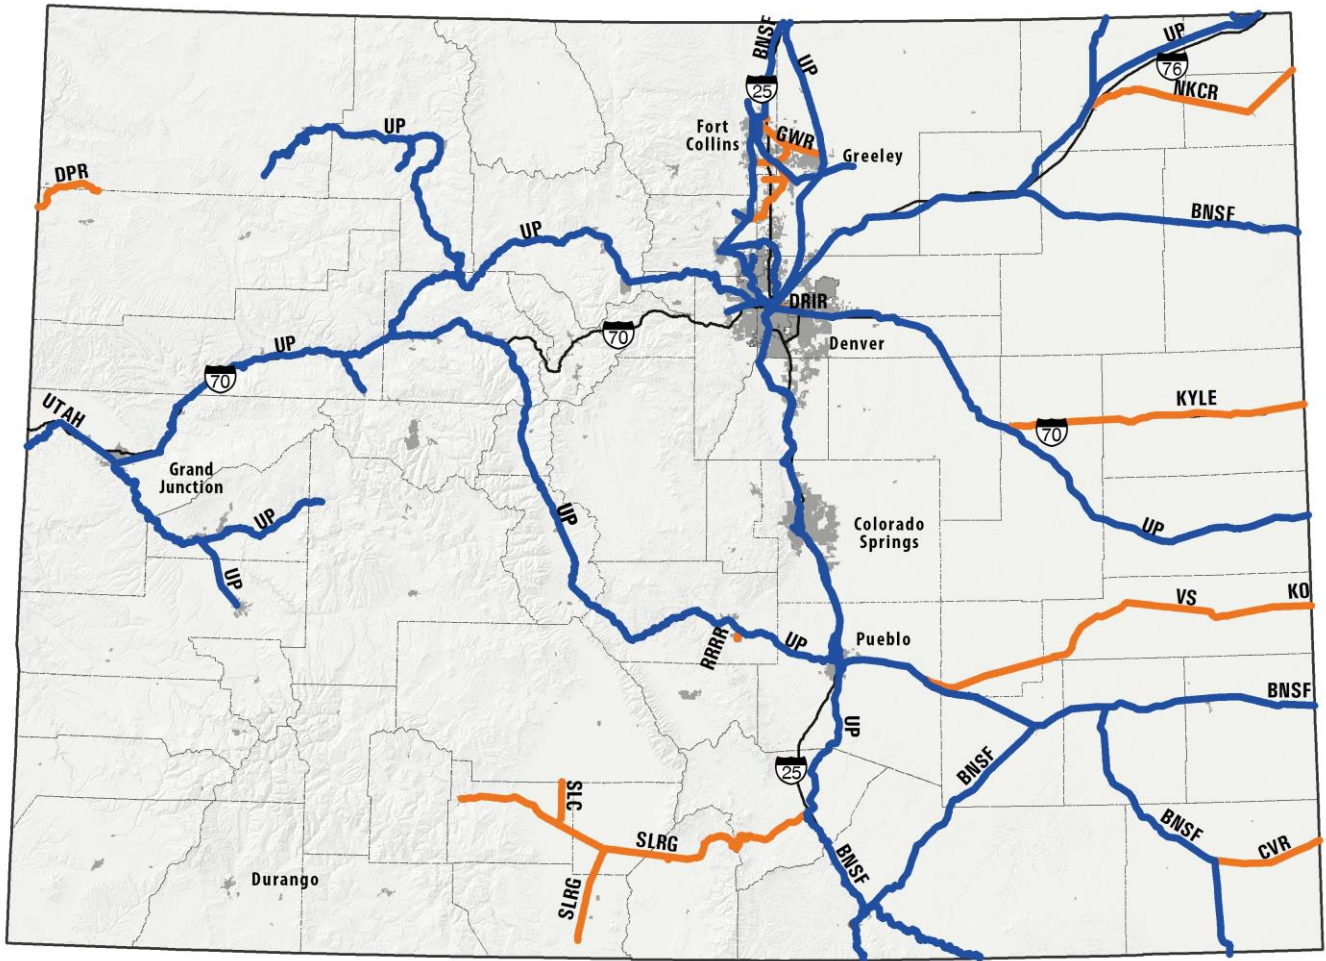 BNSF
UP
UP
76
25
NKCR
UP
Fort
Collins
GWR
Greeley
DPR
BNSF
UP
DRIR
70
Denver
UP
70
KYLE
UTAH
70
Grand
Junction
UP
UP
UP
Colorado
Springs
UP
UP
VS
KO
RRRR
UP
Pueblo
BNSF
UP
BNSF
25
SLC
BNSF
SLRG
CVR
BNSF
Durango
SLRG